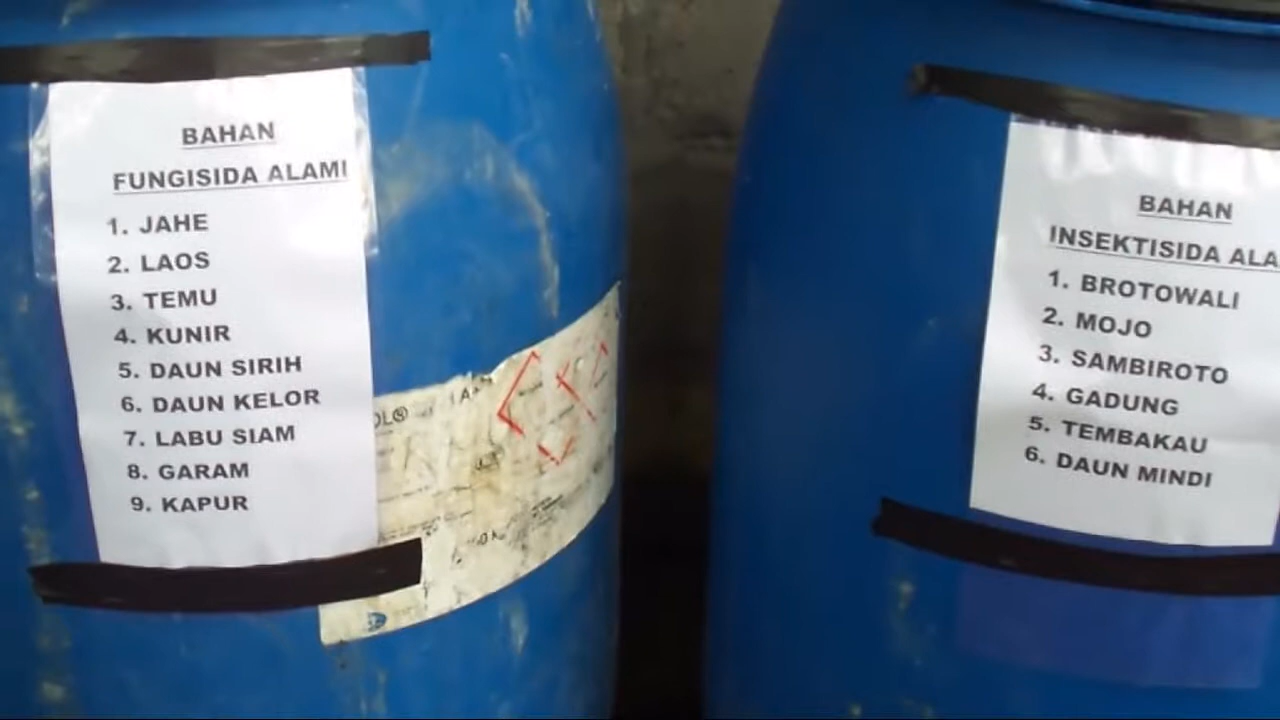 BAHAN
FUNGISIDA ALAMI
1. JAHE
2. LAOS
3. TEMU
4. KUNIR
5. DAUN SIRIH
6. DAUN KELOR
7. LABU SIAM
8. GARAM
9. KAPUR
BAHAN
INSEKTISIDA ALA
1. BROTOWALI
2. MOJO
3. SAMBIROTO
4. GADUNG
5. TEMBAKAU
6. DAUN MINDI